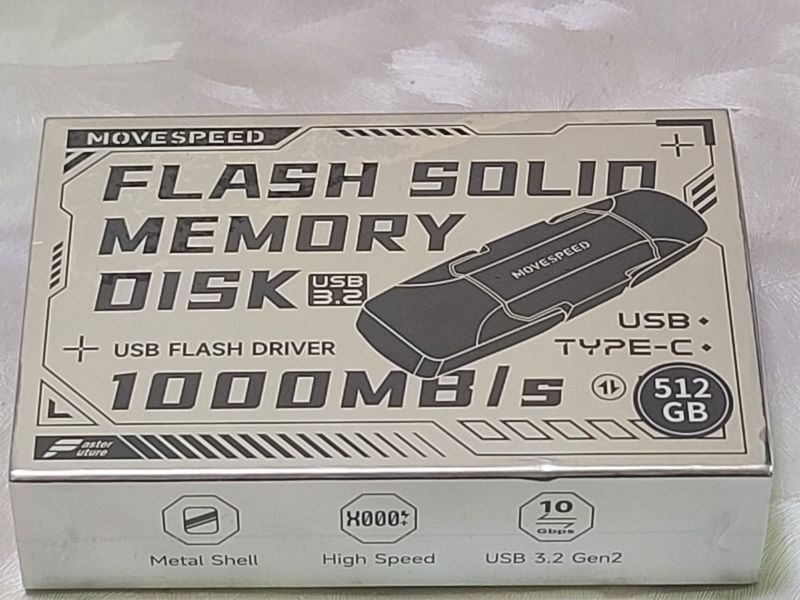 MOVESPEED
FLASH SOLID
MEMORY
DISK USB 3.2
MOVESPEED
USB
TYPE-C
USB FLASH DRIVER
1000MB/s
512
GB
Faster
Future
X000
10
Gbps
Metal Shell
High Speed
USB 3.2 Gen2